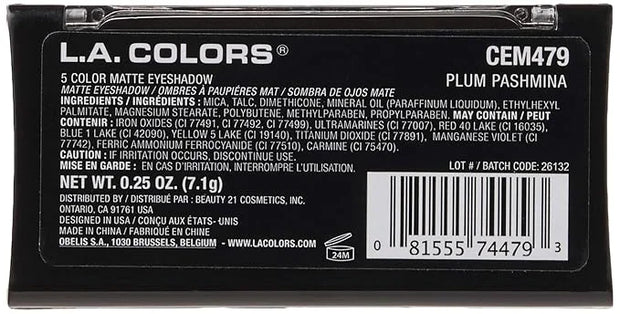 L.A. COLORS®
CEM479
5 COLOR MATTE EYESHADOW
PLUM PASHMINA
MATTE EYESHADOW / OMBRES À PAUPIÉRES MAT / SOMBRA DE OJOS MATE
INGREDIENTS / INGRÉDIENTS : MICA, TALC, DIMETHICONE, MINERAL OIL (PARAFFINUM LIQUIDUM), ETHYLHEXYL
PALMITATE, MAGNESIUM STEARATE, POLYBUTENE, METHYLPARABEN, PROPYLPARABEN. MAY CONTAIN / PEUT
CONTENIR : IRON OXIDES (CI 77491, CI 77492, CI 77499), ULTRAMARINES (CI 77007), RED 40 LAKE (CI 16035),
BLUE 1 LAKE (CI 42090), YELLOW 5 LAKE (CI 19140), TITANIUM DIOXIDE (CI 77891), MANGANESE VIOLET (CI
77742), FERRIC AMMONIUM FERROCYANIDE (CI 77510), CARMINE (CI 75470).
CAUTION : IF IRRITATION OCCURS, DISCONTINUE USE.
MISE EN GARDE : EN CAS D'IRRITATION, INTERROMPRE L'UTILISATION.
LOT # / BATCH CODE: 26132
NET WT. 0.25 OZ. (7.1g)
DISTRIBUTED BY / DISTRIBUÉ PAR : BEAUTY 21 COSMETICS, INC.
ONTARIO, CA 91761 USA
DESIGNED IN USA / CONÇU AUX ÉTATS- UNIS
MADE IN CHINA / FABRIQUÉ EN CHINE
OBELIS S.A., 1030 BRUSSELS, BELGIUM - WWW.LACOLORS.COM
24M
0 81555 74479 3